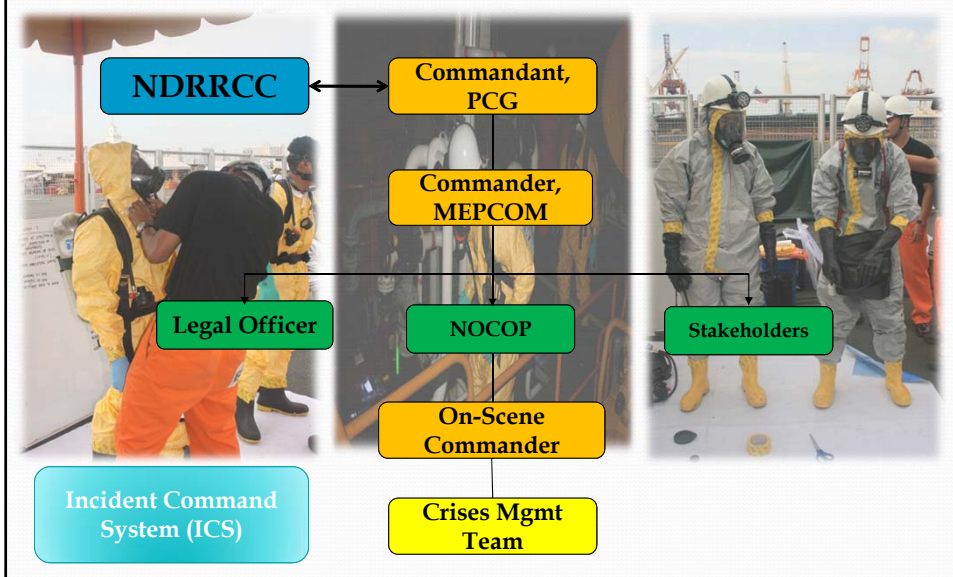 NDRRCC
Commandant,
PCG
Commander,
MEPCOM
Legal Officer
NOCOP
Stakeholders
On-Scene
Commander
Incident Command
System (ICS)
Crises Mgmt
Team